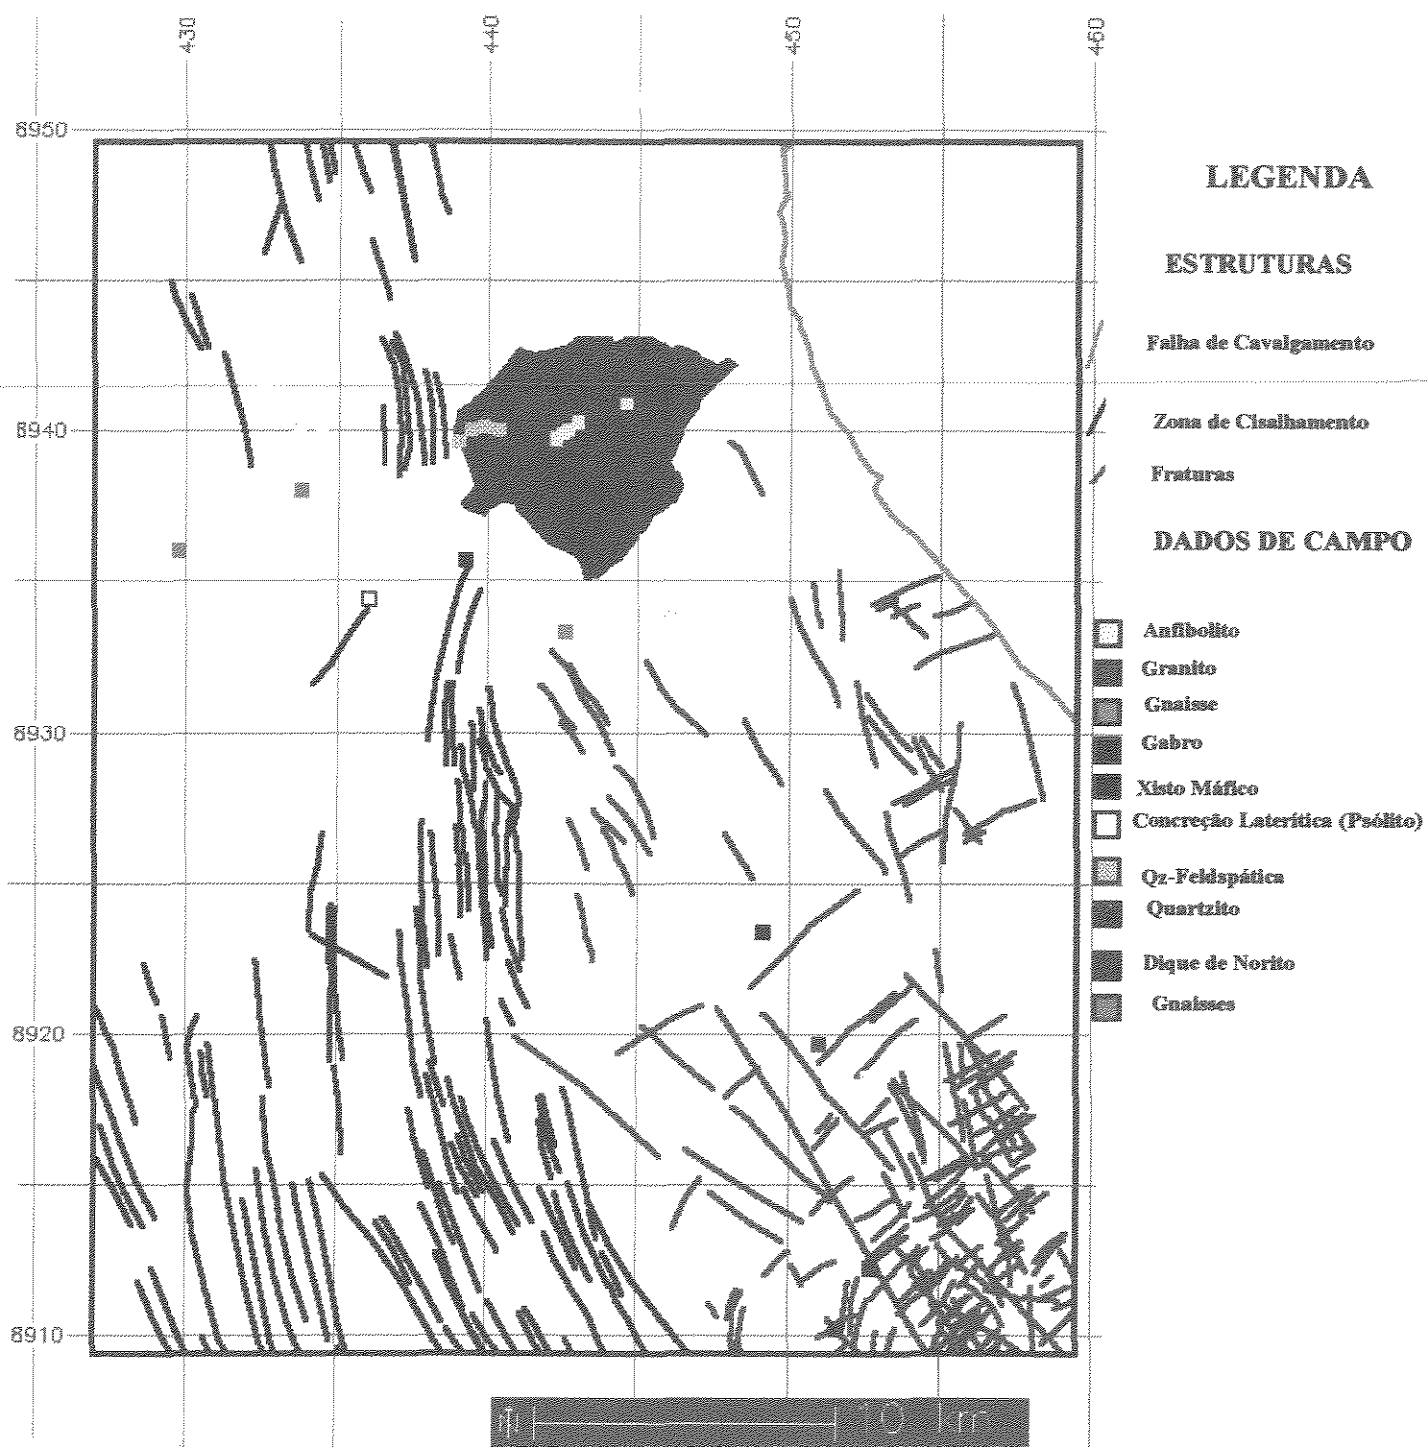 430
440
450
460
8950
8940
8930
8920
8910
LEGENDA
ESTRUTURAS
Falha de Cavalgamento
Zona de Cisalhamento
Fraturas
DADOS DE CAMPO
Anfibolito
Granito
Gnaisse
Gabro
Xisto Máfico
Concreção Laterítica (Psólito)
Qz-Feldspática
Quartzito
Dique de Norito
Gnaisses
10